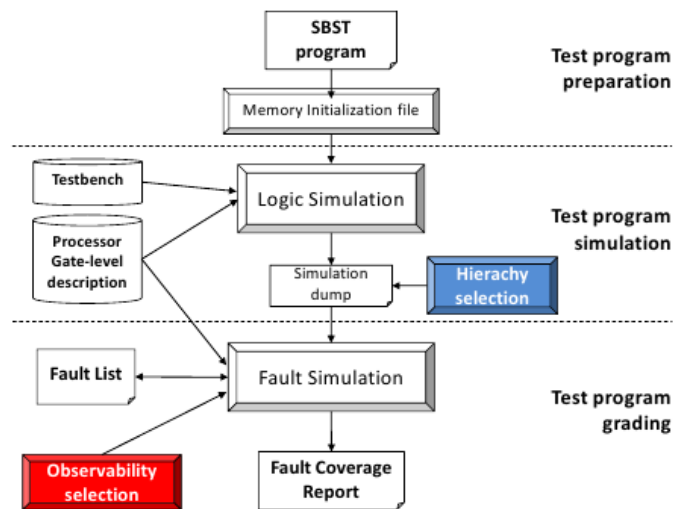 SBST
program
Test program
preparation
Memory Initialization file
Testbench
Logic Simulation
Processor
Gate-level
description
Test program
simulation
Simulation
dump
Hierachy
selection
Fault List
Fault Simulation
Test program
grading
Observability
selection
Fault Coverage
Report